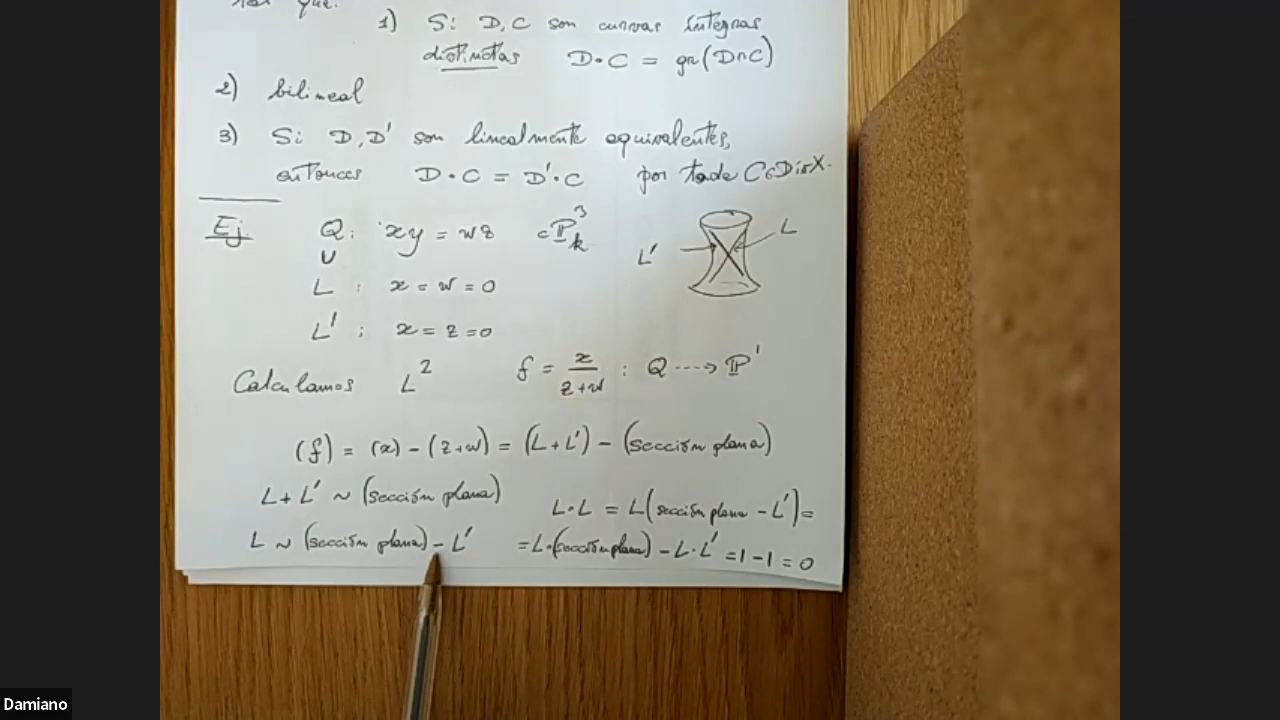 que:
1) Si D, C son curvas íntegras
distintas D·C = gr(D∩C)
2) bilineal
3) Si D, D' son linealmente equivalentes,
entonces D·C = D'·C por toda C∈Div X.
Ej. Q: xy = wz ⊂ ℙ³ₖ
∪
L : x = w = 0
L' : x = z = 0
L' L
Calculamos L² f = x/(z+w) : Q ⇢ ℙ¹
(f) = (x) − (z+w) = (L+L') − (sección plana)
L+L' ~ (sección plana)
L ~ (sección plana) − L'
L·L = L(sección plana − L') =
= L·(sección plana) − L·L' = 1 − 1 = 0
Damiano